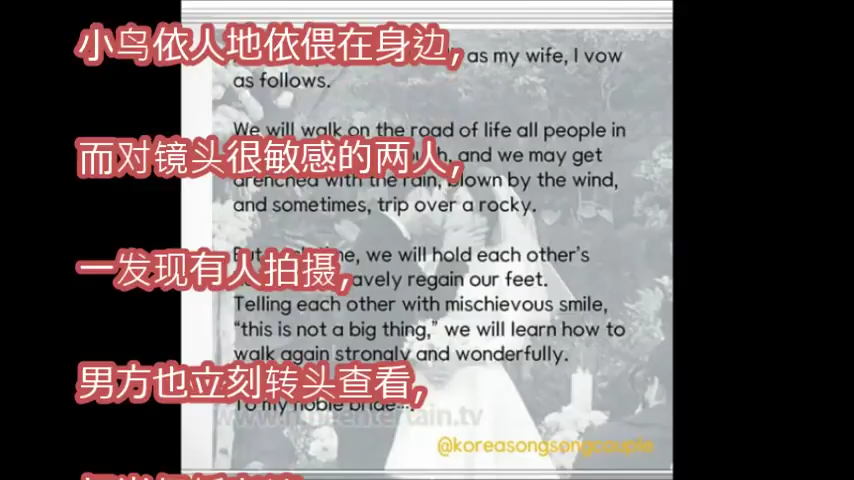 小鸟依人地依偎在身边，
as my wife, I vow
as follows.
We will walk on the road of life all people in
而对镜头很敏感的两人，
, and we may get
drenched with the rain, blown by the wind,
and sometimes, trip over a rocky.
, we will hold each other's
一发现有人拍摄，
regain our feet.
Telling each other with mischievous smile,
“this is not a big thing,” we will learn how to
walk again strongly and wonderfully.
男方也立刻转头查看，
To my noble bride...
@koreasongsongcouple